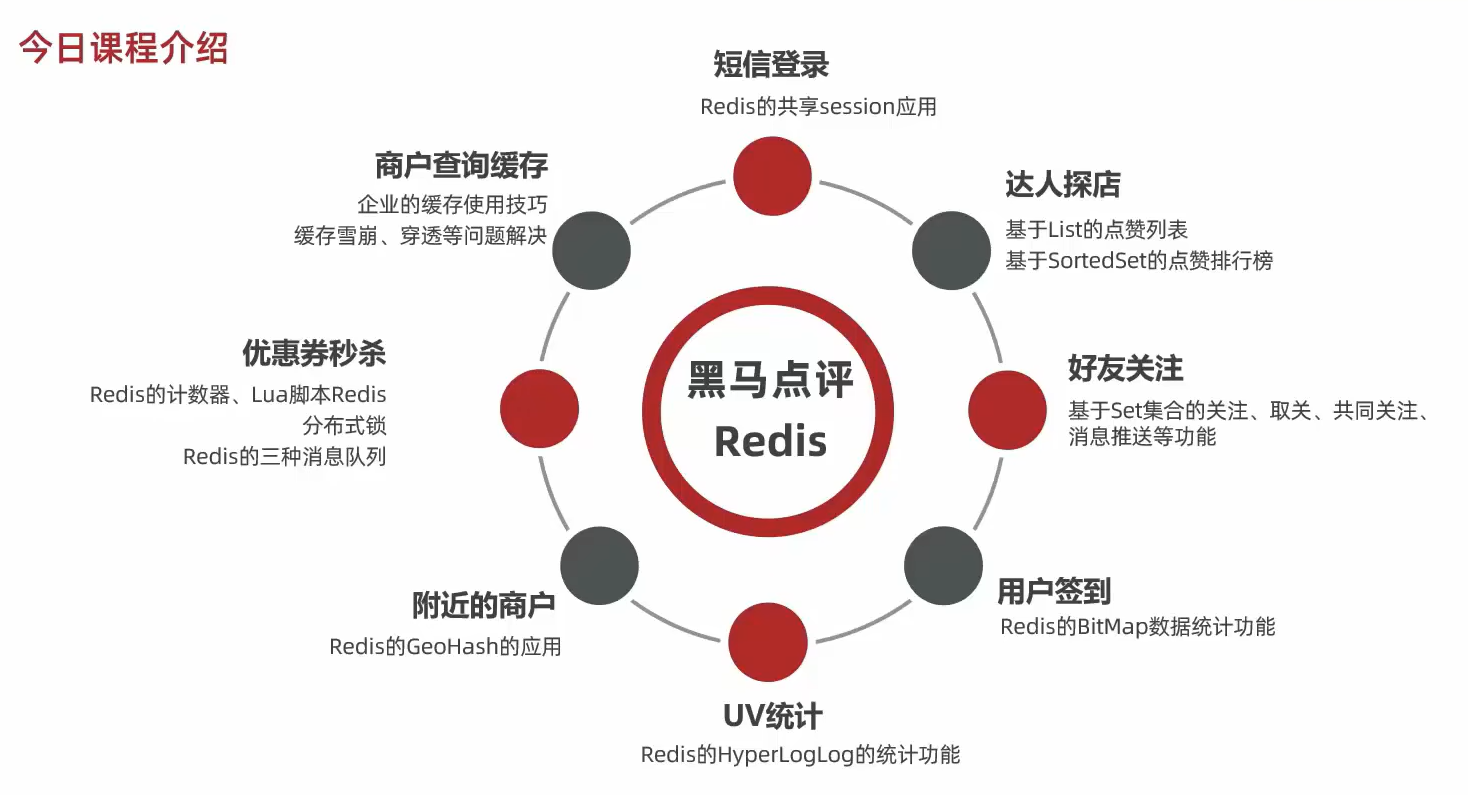 今日课程介绍
短信登录
Redis的共享session应用
商户查询缓存
企业的缓存使用技巧
缓存雪崩、穿透等问题解决
达人探店
基于List的点赞列表
基于SortedSet的点赞排行榜
优惠券秒杀
Redis的计数器、Lua脚本Redis
分布式锁
Redis的三种消息队列
黑马点评
Redis
好友关注
基于Set集合的关注、取关、共同关注、
消息推送等功能
附近的商户
Redis的GeoHash的应用
用户签到
Redis的BitMap数据统计功能
UV统计
Redis的HyperLogLog的统计功能